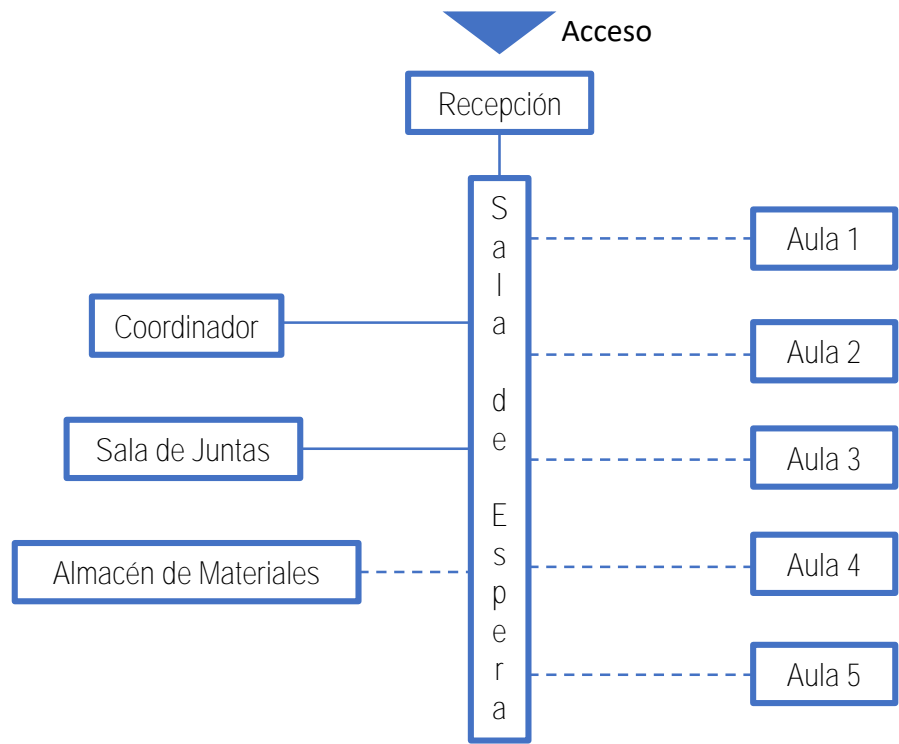 Acceso
Recepción
Sala de Espera
Coordinador
Sala de Juntas
Almacén de Materiales
Aula 1
Aula 2
Aula 3
Aula 4
Aula 5